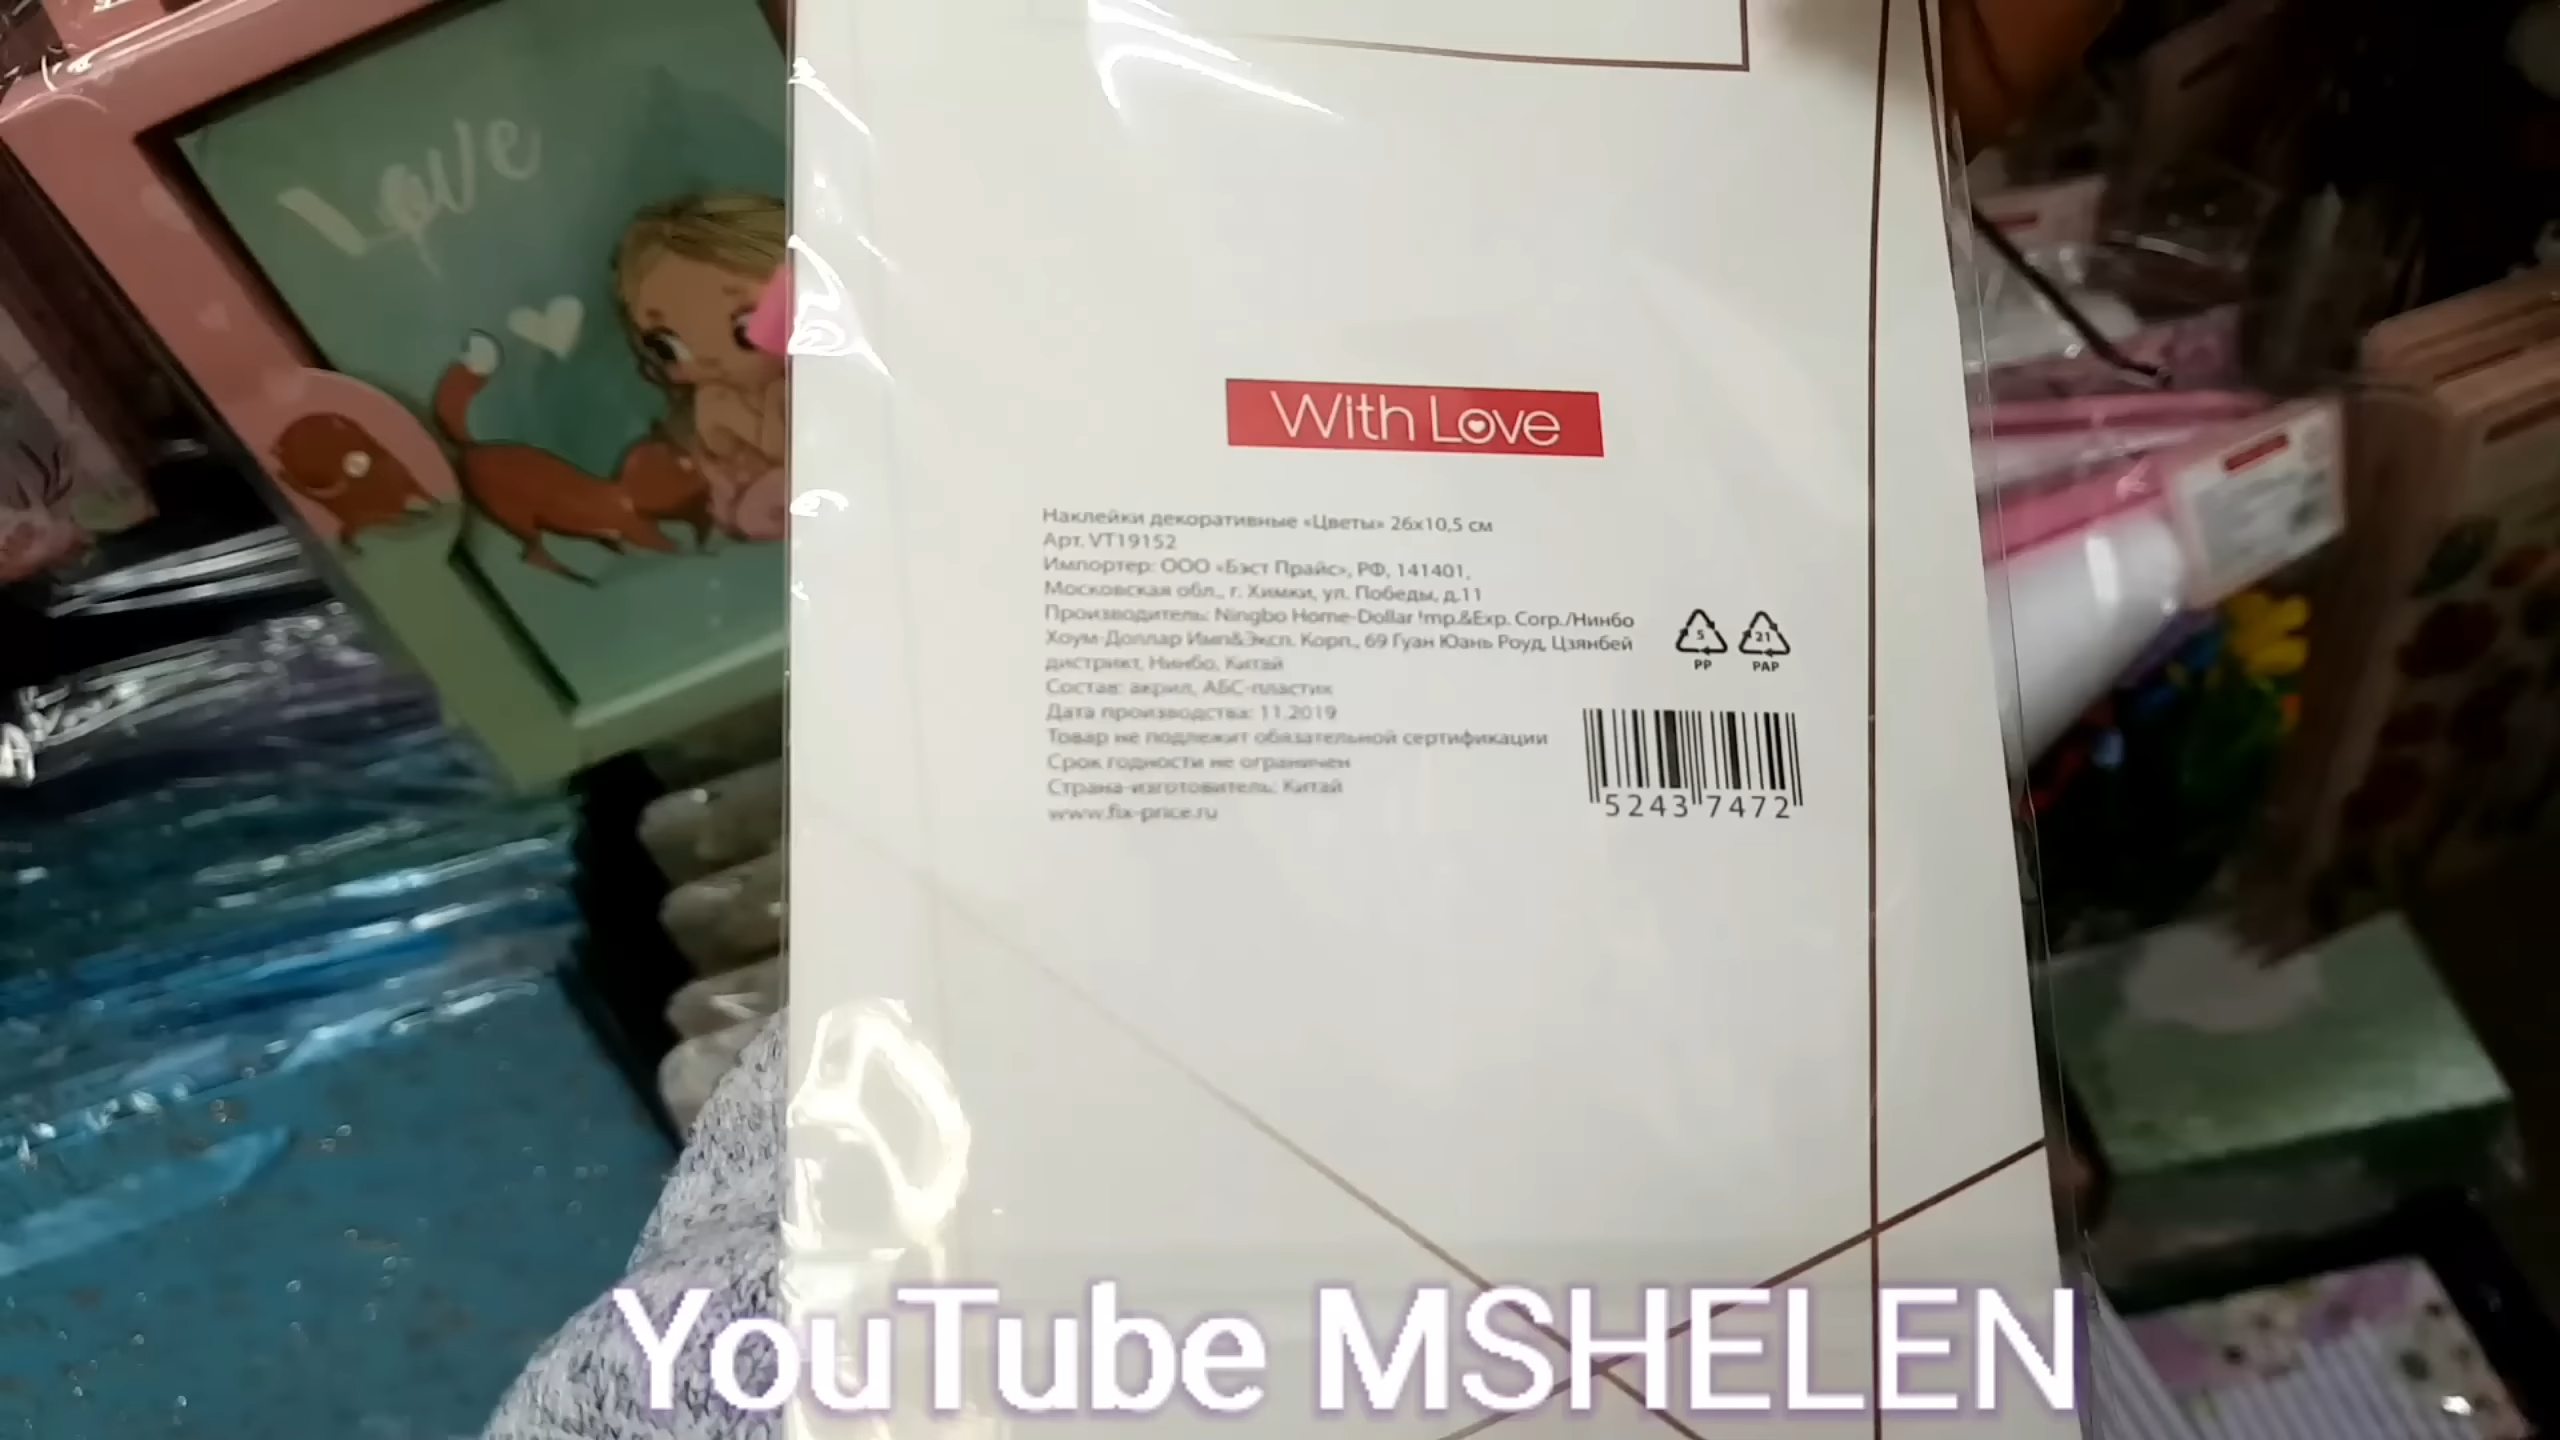 Love
With Love
Наклейки декоративные «Цветы» 26х10,5 см
Арт. VT19152
Импортер: ООО «Бэст Прайс», РФ, 141401,
Московская обл., г. Химки, ул. Победы, д.11
Производитель: Ningbo Home-Dollar Imp.&Exp. Corp./Нинбо
Хоум-Доллар Имп&Эксп. Корп., 69 Гуан Юань Роуд, Цзянбей
дистрикт, Нинбо, Китай
Состав: акрил, АБС-пластик
Дата производства: 11.2019
Товар не подлежит обязательной сертификации
Срок годности не ограничен
Страна-изготовитель: Китай
www.fix-price.ru
5 21
PP PAP
5243 7472
YouTube MSHELEN